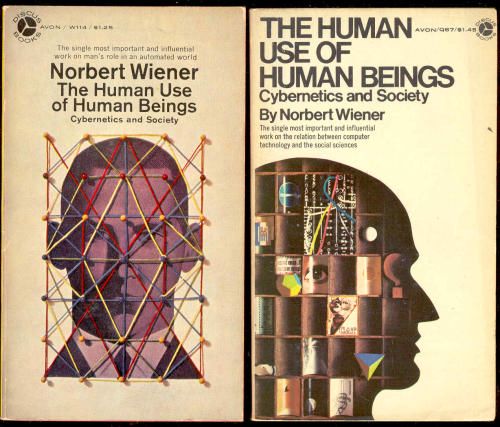 DISCUS
BOOKS
AVON / W114 / $1.25
The single most important and influential
work on man's role in an automated world
Norbert Wiener
The Human Use
of Human Beings
Cybernetics and Society
THE HUMAN
USE OF
HUMAN BEINGS
AVON/Q67/$1.45
DISCUS
BOOKS
Cybernetics and Society
By Norbert Wiener
The single most important and influential
work on the relation between computer
technology and the social sciences